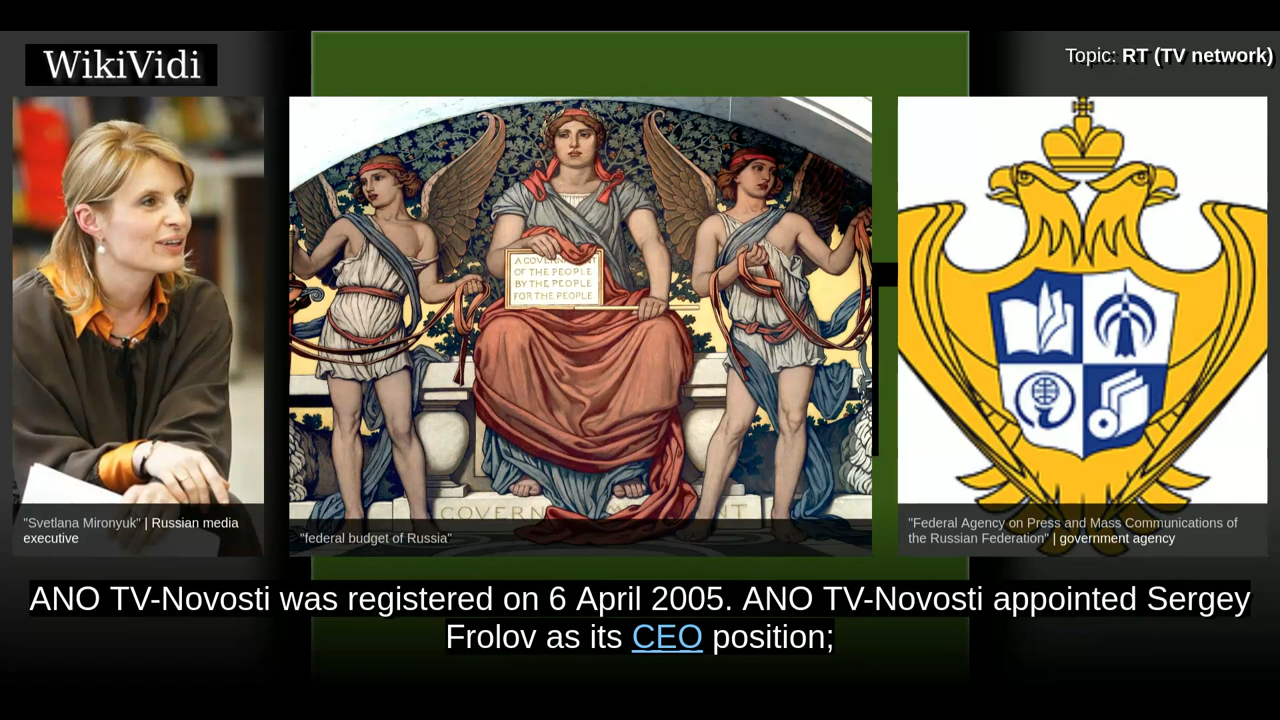 WikiVidi
Topic: RT (TV network)
A GOVERNMENT
OF THE PEOPLE
BY THE PEOPLE
FOR THE PEOPLE
GOVERNMENT
"Svetlana Mironyuk" | Russian media
executive
"federal budget of Russia"
"Federal Agency on Press and Mass Communications of
the Russian Federation" | government agency
ANO TV-Novosti was registered on 6 April 2005. ANO TV-Novosti appointed Sergey
Frolov as its CEO position;